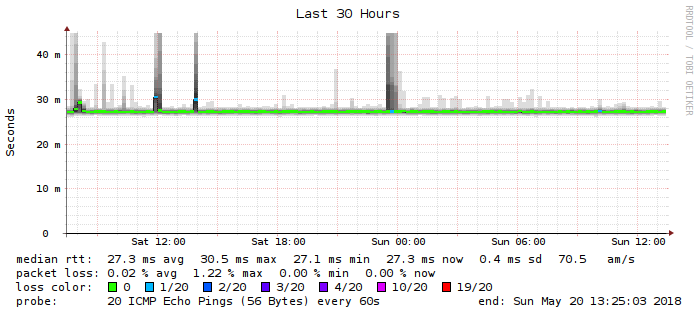 Last 30 Hours
RRDTOOL / TOBI OETIKER
Seconds
40 m
30 m
20 m
10 m
0
Sat 12:00 Sat 18:00 Sun 00:00 Sun 06:00 Sun 12:00
median rtt: 27.3 ms avg 30.5 ms max 27.1 ms min 27.3 ms now 0.4 ms sd 70.5 am/s
packet loss: 0.02 % avg 1.22 % max 0.00 % min 0.00 % now
loss color: 0 1/20 2/20 3/20 4/20 10/20 19/20
probe: 20 ICMP Echo Pings (56 Bytes) every 60s end: Sun May 20 13:25:03 2018